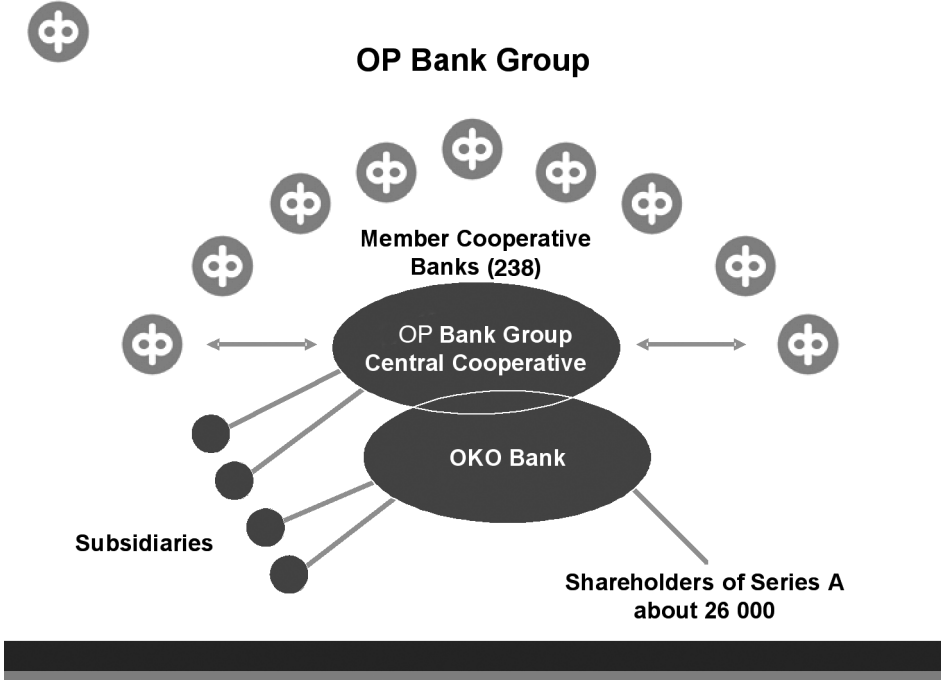 OP Bank Group
Member Cooperative
Banks (238)
OP Bank Group
Central Cooperative
OKO Bank
Subsidiaries
Shareholders of Series A
about 26 000